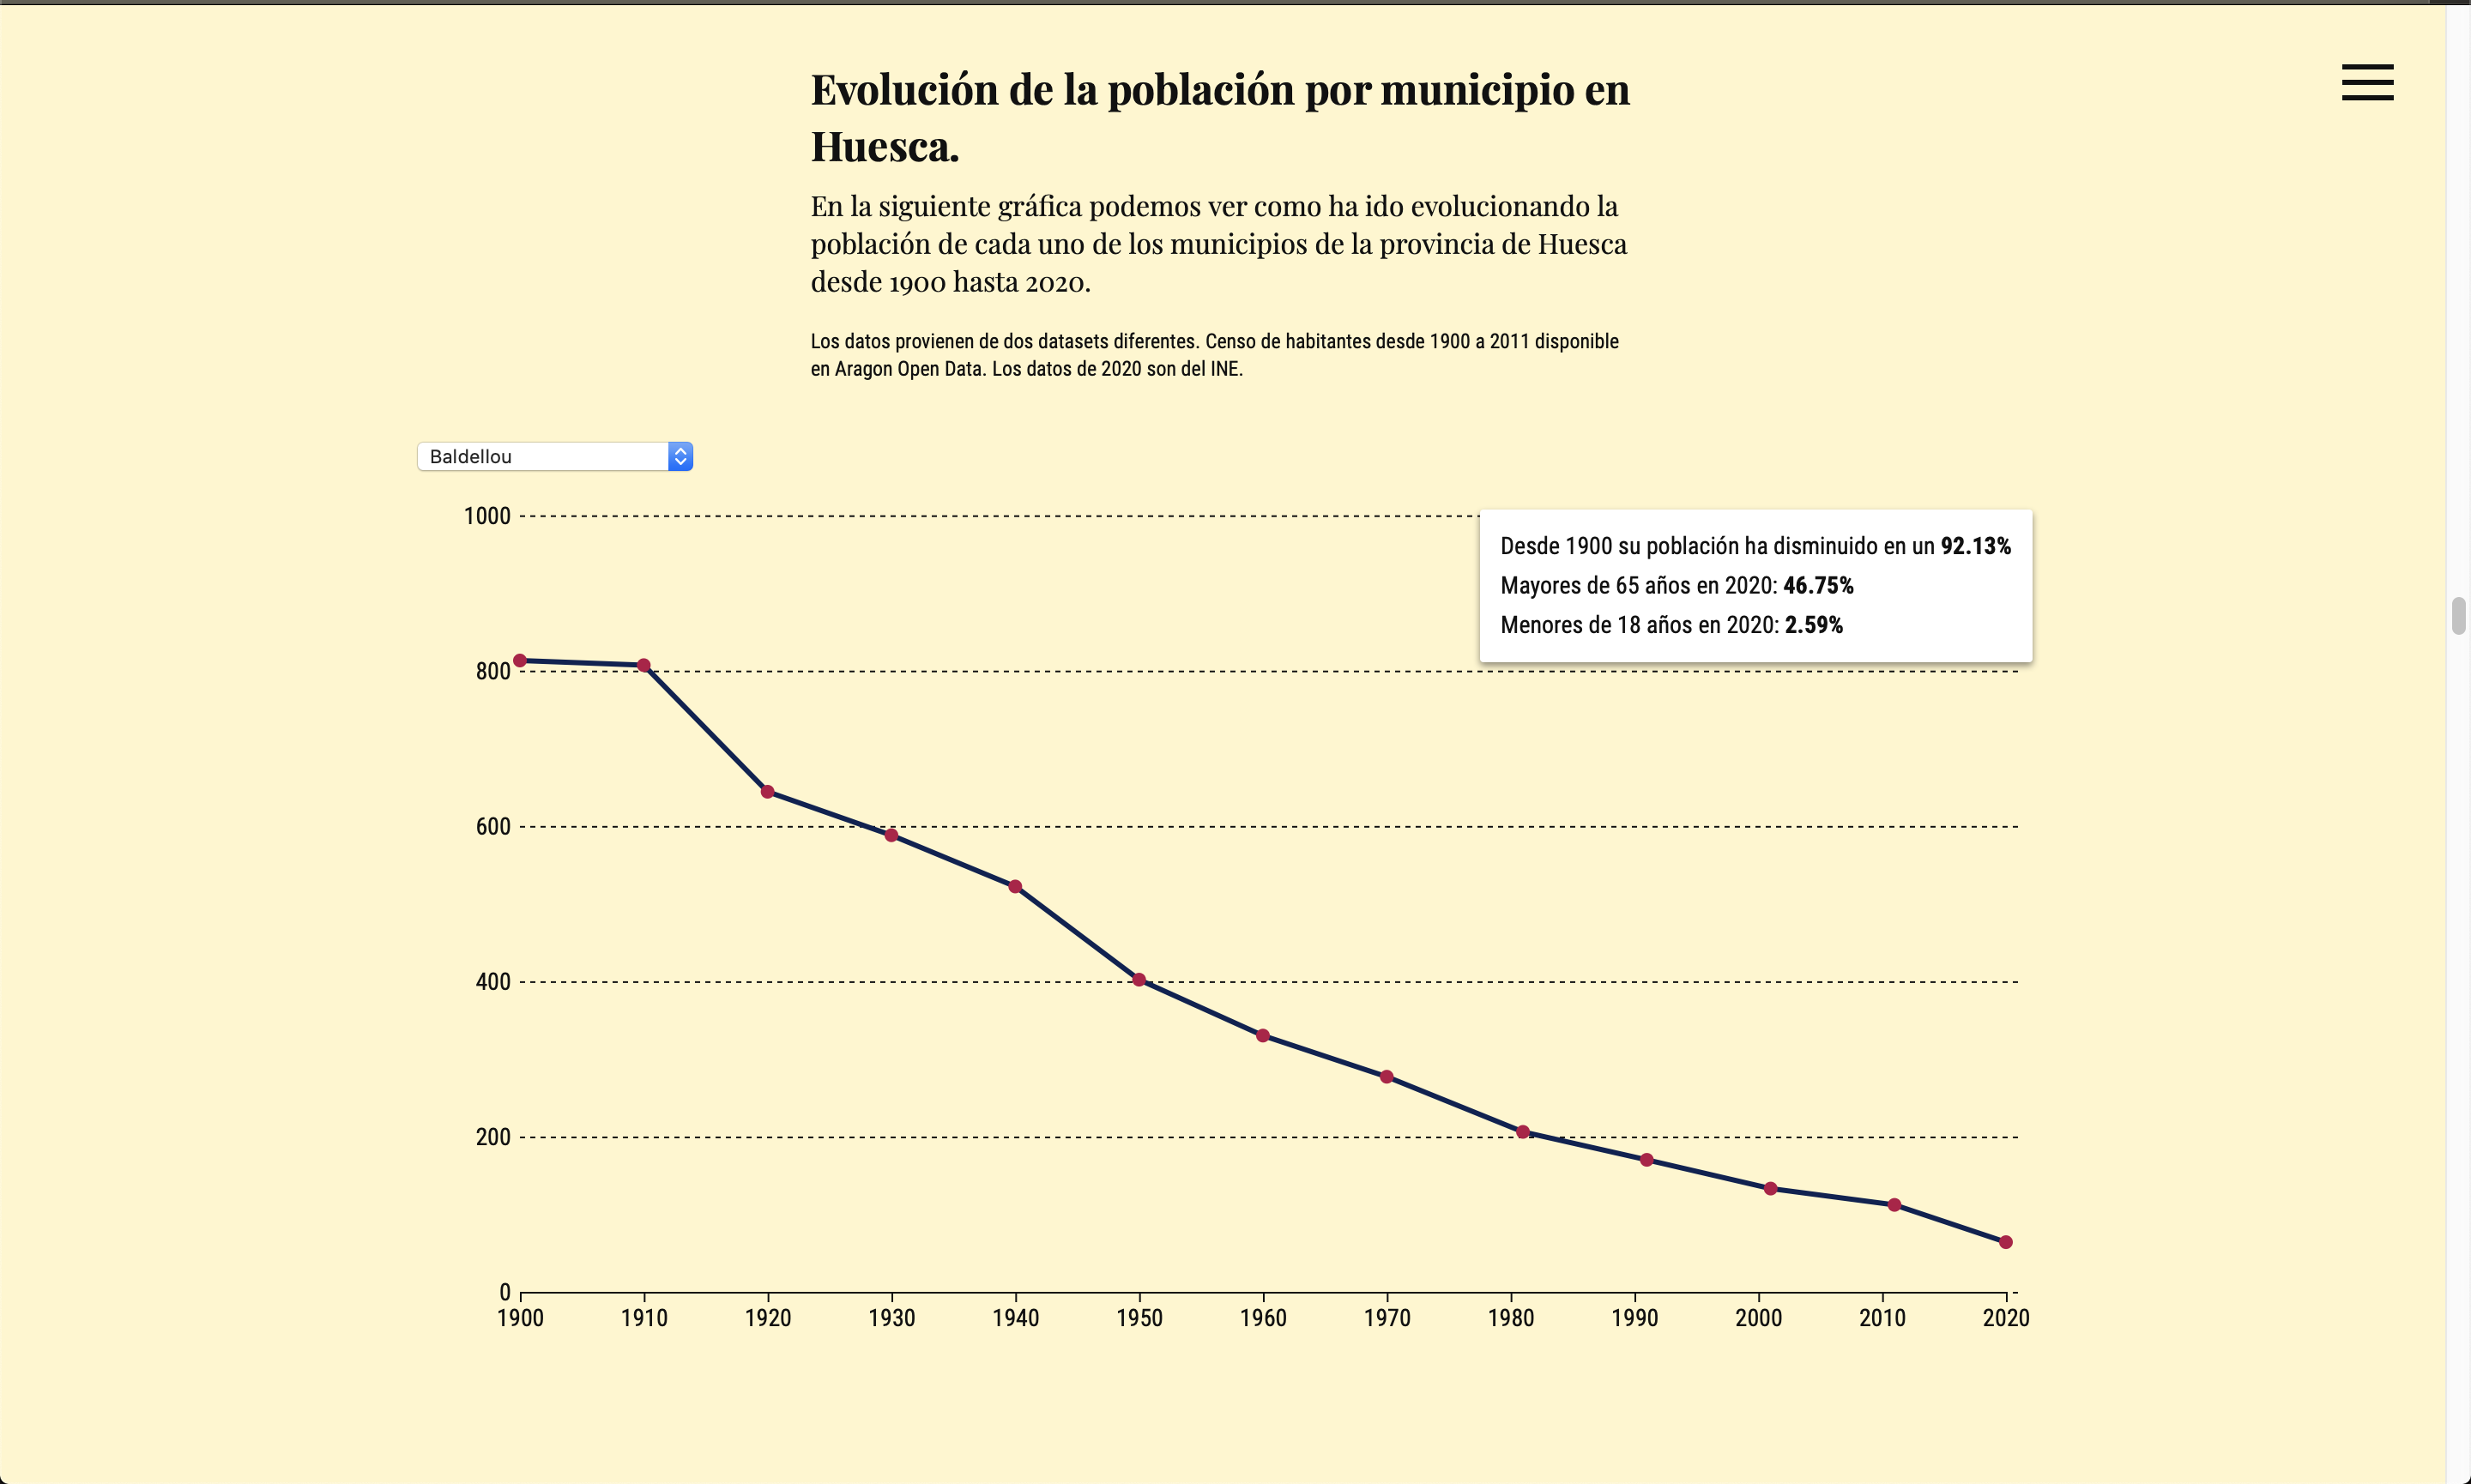 Evolución de la población por municipio en
Huesca.
En la siguiente gráfica podemos ver como ha ido evolucionando la
población de cada uno de los municipios de la provincia de Huesca
desde 1900 hasta 2020.
Los datos provienen de dos datasets diferentes. Censo de habitantes desde 1900 a 2011 disponible
en Aragon Open Data. Los datos de 2020 son del INE.
Baldellou
1000
Desde 1900 su población ha disminuido en un 92.13%
Mayores de 65 años en 2020: 46.75%
Menores de 18 años en 2020: 2.59%
800
600
400
200
0
1900 1910 1920 1930 1940 1950 1960 1970 1980 1990 2000 2010 2020